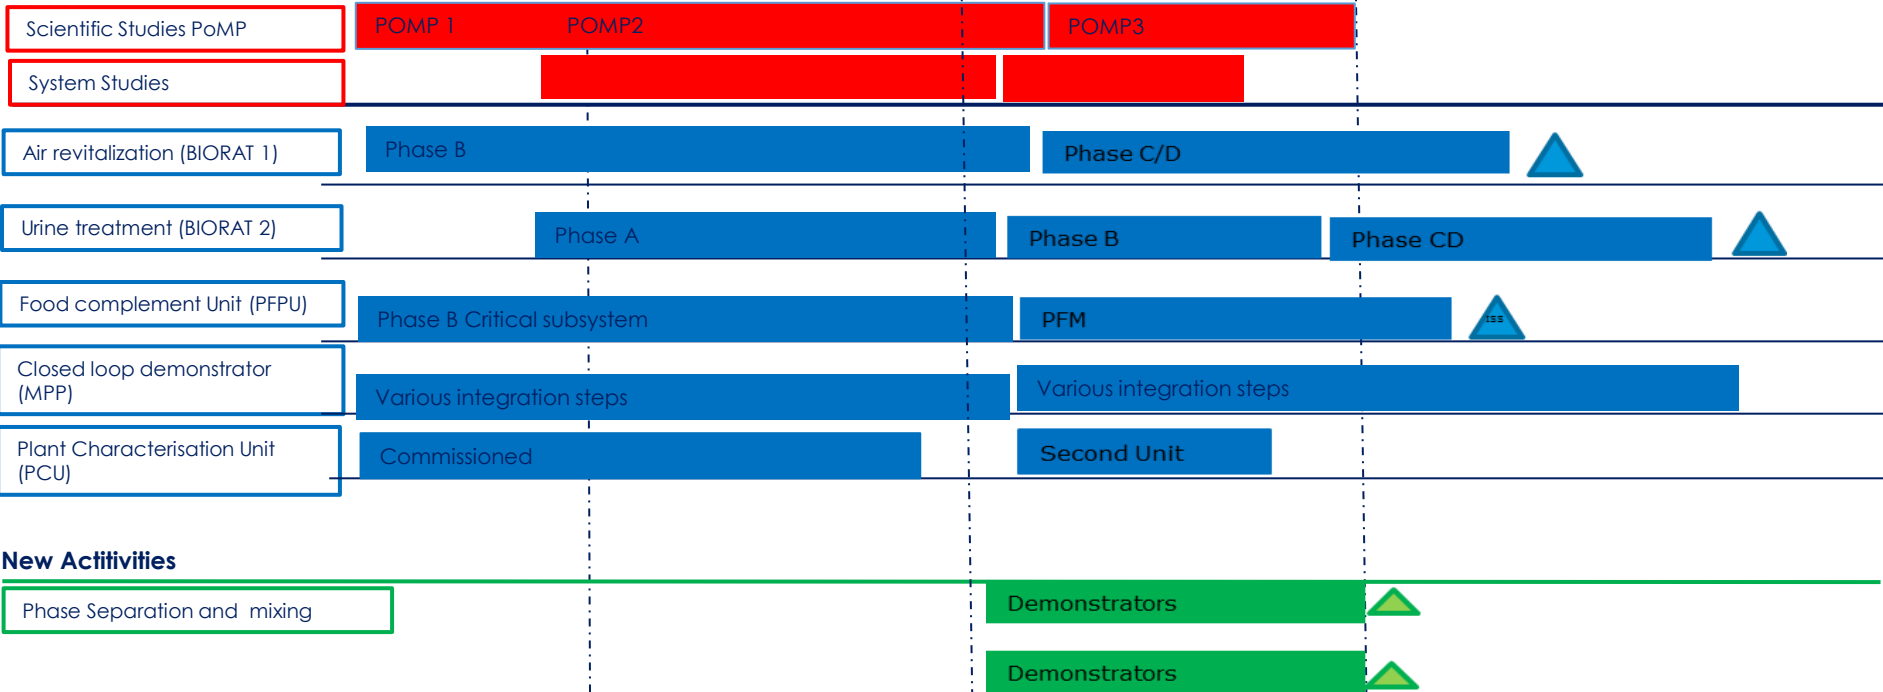 Scientific Studies PoMP
POMP 1
POMP2
POMP3
System Studies
Air revitalization (BIORAT 1)
Phase B
Phase C/D
Urine treatment (BIORAT 2)
Phase A
Phase B
Phase CD
Food complement Unit (PFPU)
Phase B Critical subsystem
PFM
ISS
Closed loop demonstrator
(MPP)
Various integration steps
Various integration steps
Plant Characterisation Unit
(PCU)
Commissioned
Second Unit
New Actitivities
Phase Separation and mixing
Demonstrators
Demonstrators